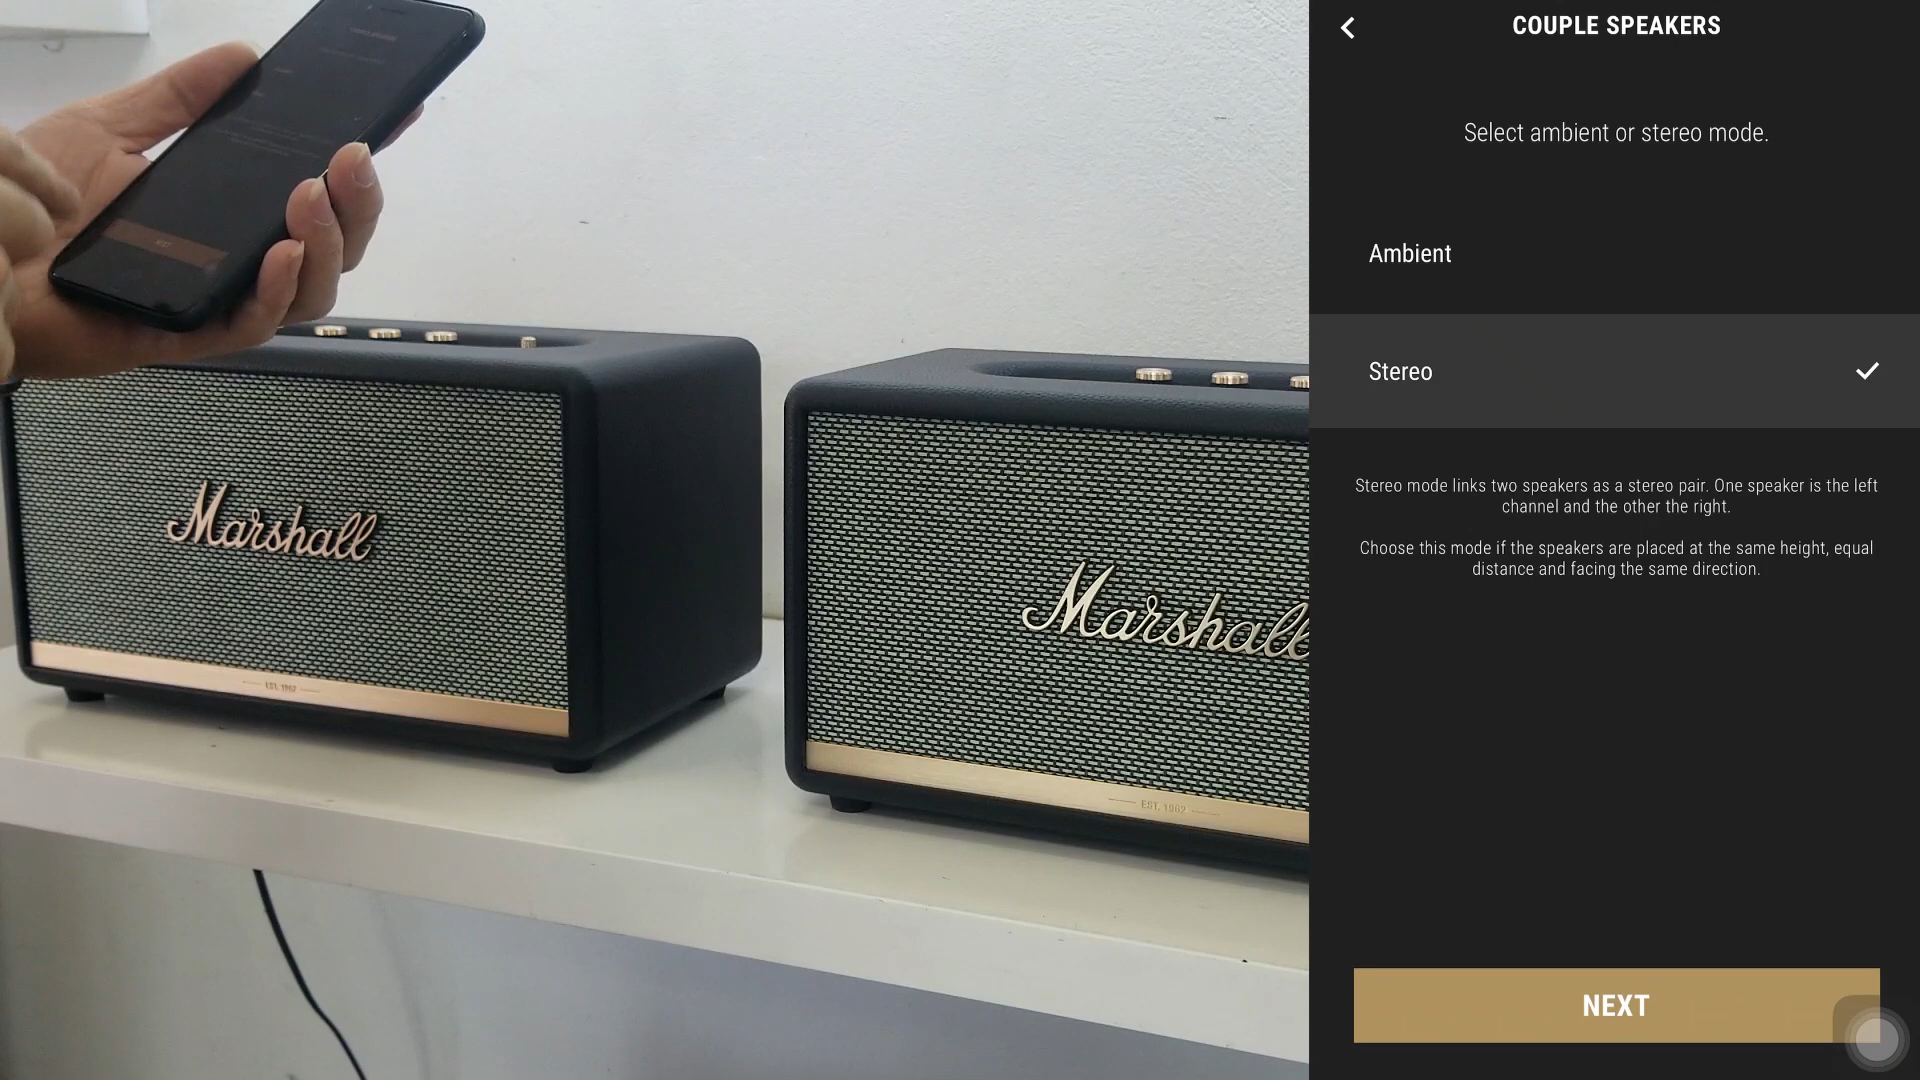 COUPLE SPEAKERS
Select ambient or stereo mode.
Ambient
Stereo
Stereo mode links two speakers as a stereo pair. One speaker is the left
channel and the other the right.
Choose this mode if the speakers are placed at the same height, equal
distance and facing the same direction.
NEXT
Marshall
EST. 1962
Marshall
EST. 1962
NEXT